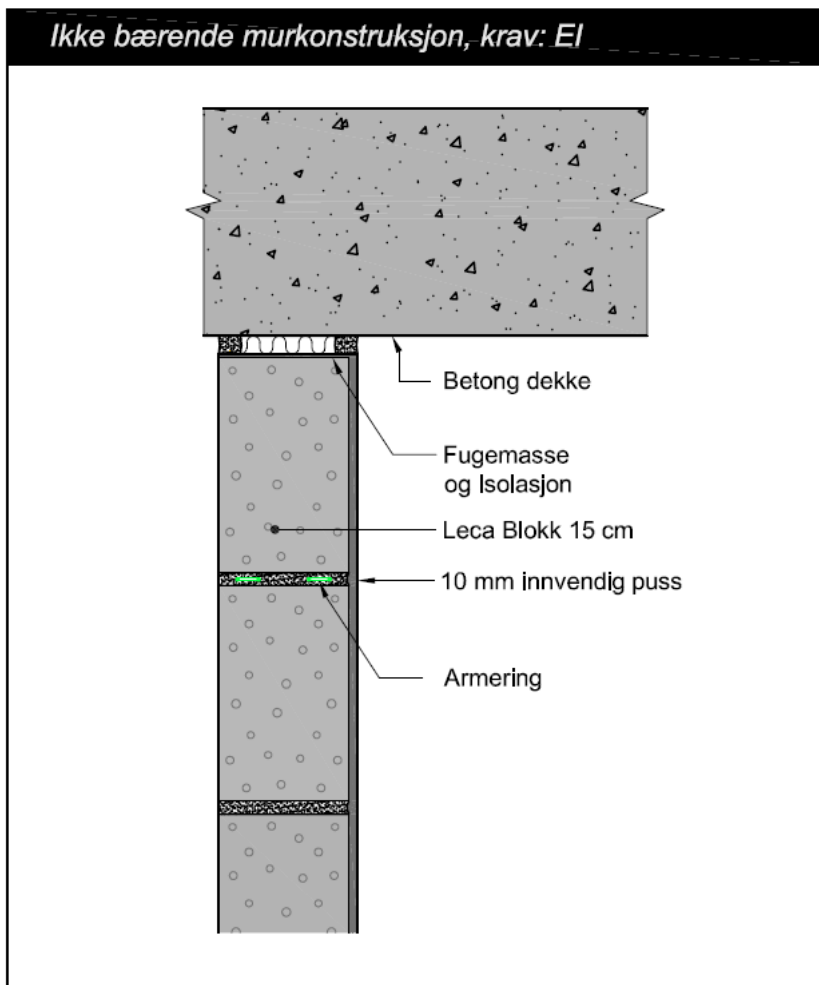 Ikke bærende murkonstruksjon, krav: EI
Betong dekke
Fugemasse
og Isolasjon
Leca Blokk 15 cm
10 mm innvendig puss
Armering